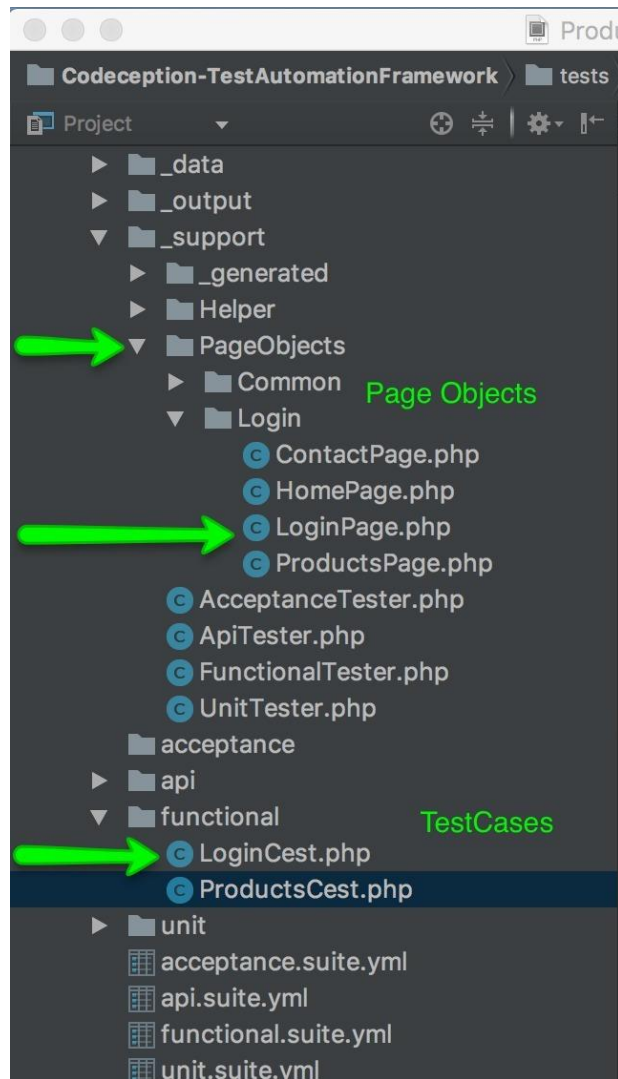 Produ
Codeception-TestAutomationFramework tests
Project
_data
_output
_support
_generated
Helper
PageObjects
Common
Page Objects
Login
C ContactPage.php
C HomePage.php
C LoginPage.php
C ProductsPage.php
C AcceptanceTester.php
C ApiTester.php
C FunctionalTester.php
C UnitTester.php
acceptance
api
functional
TestCases
C LoginCest.php
C ProductsCest.php
unit
acceptance.suite.yml
api.suite.yml
functional.suite.yml
unit.suite.yml